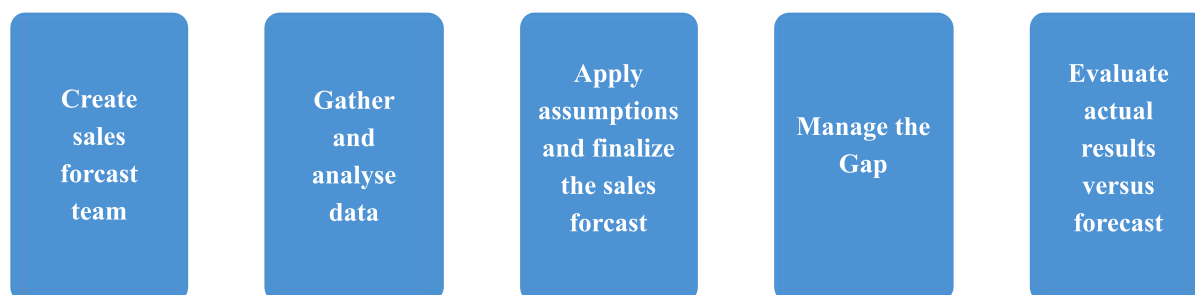 Create
sales
forcast
team
Gather
and
analyse
data
Apply
assumptions
and finalize
the sales
forcast
Manage the
Gap
Evaluate
actual
results
versus
forecast